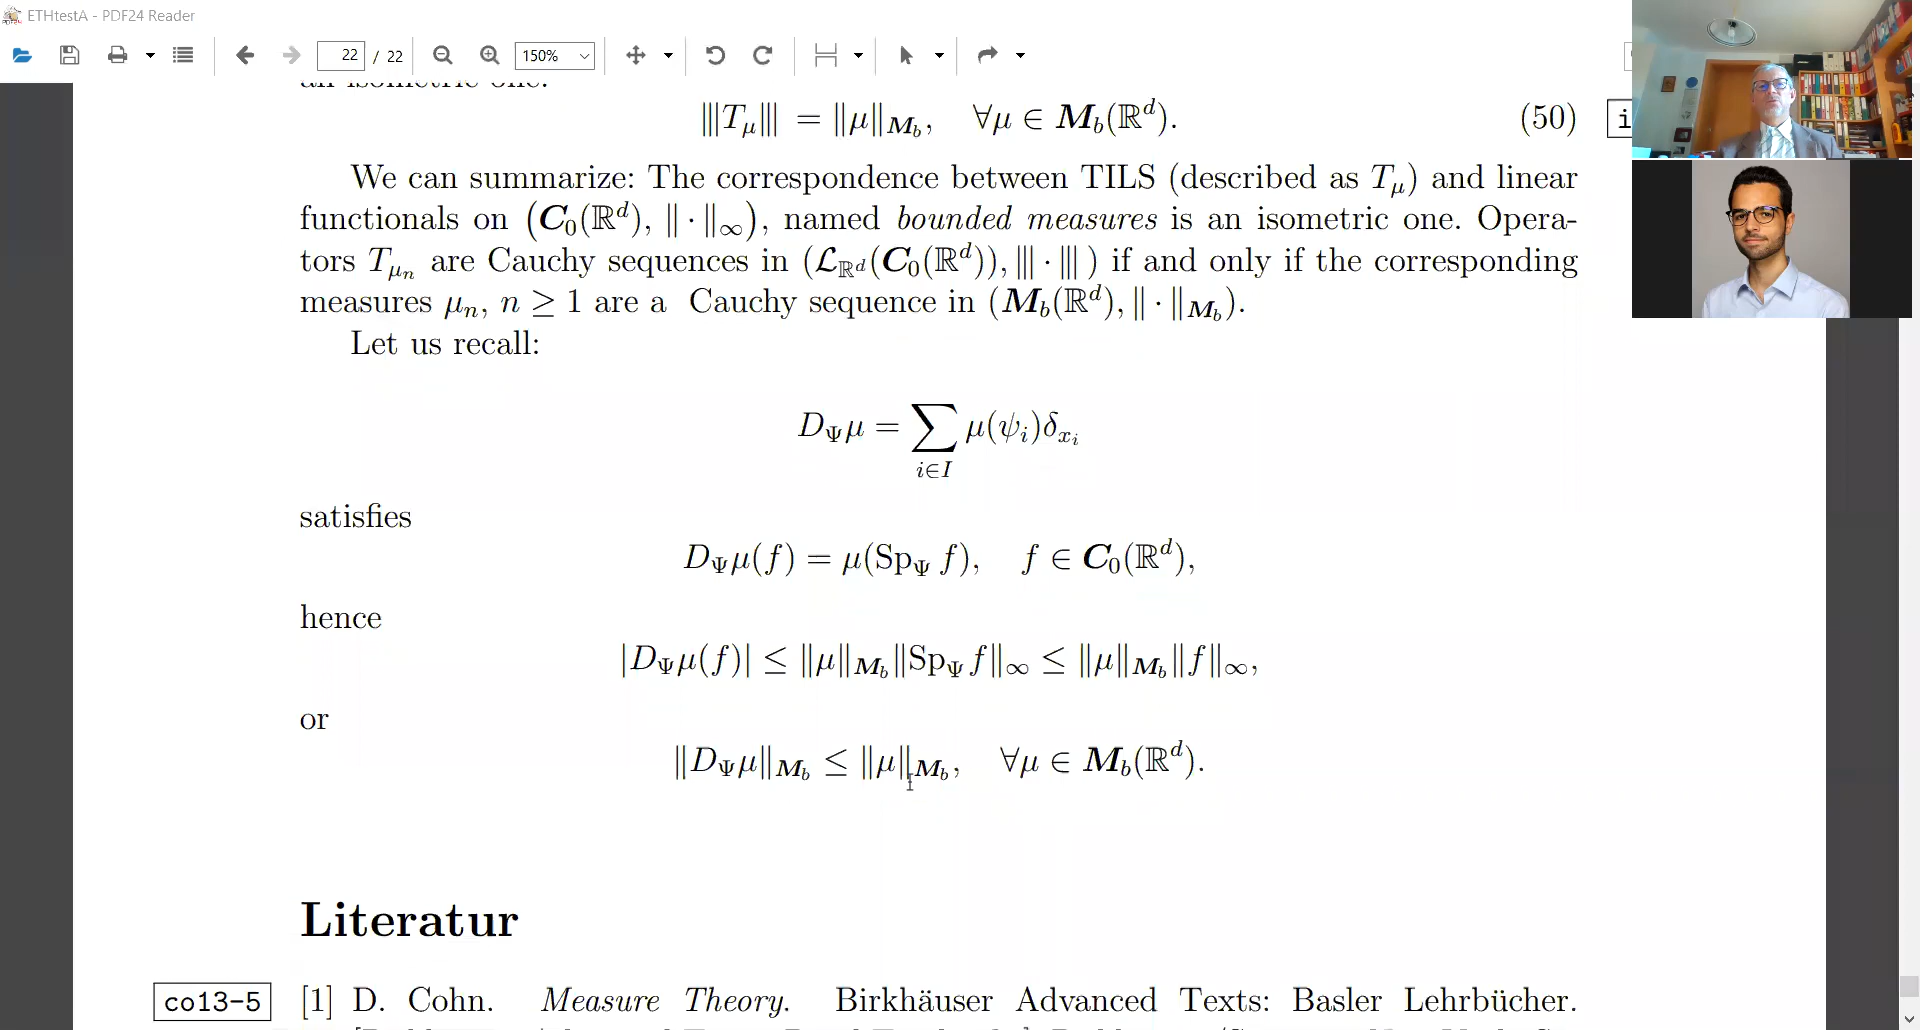 ETHtestA - PDF24 Reader
22 / 22
150%
an isometric one.
|||T_μ||| = ‖μ‖_{M_b}, ∀μ ∈ M_b(ℝ^d). (50) i
We can summarize: The correspondence between TILS (described as T_μ) and linear
functionals on (C_0(ℝ^d), ‖·‖_∞), named bounded measures is an isometric one. Opera-
tors T_{μ_n} are Cauchy sequences in (𝓛_{ℝ^d}(C_0(ℝ^d)), |||·||| ) if and only if the corresponding
measures μ_n, n ≥ 1 are a Cauchy sequence in (M_b(ℝ^d), ‖·‖_{M_b}).
Let us recall:
D_Ψ μ = ∑_{i∈I} μ(ψ_i)δ_{x_i}
satisfies
D_Ψ μ(f) = μ(Sp_Ψ f), f ∈ C_0(ℝ^d),
hence
|D_Ψ μ(f)| ≤ ‖μ‖_{M_b}‖Sp_Ψ f‖_∞ ≤ ‖μ‖_{M_b}‖f‖_∞,
or
‖D_Ψ μ‖_{M_b} ≤ ‖μ‖_{M_b}, ∀μ ∈ M_b(ℝ^d).
Literatur
co13-5 [1] D. Cohn. Measure Theory. Birkhäuser Advanced Texts: Basler Lehrbücher.